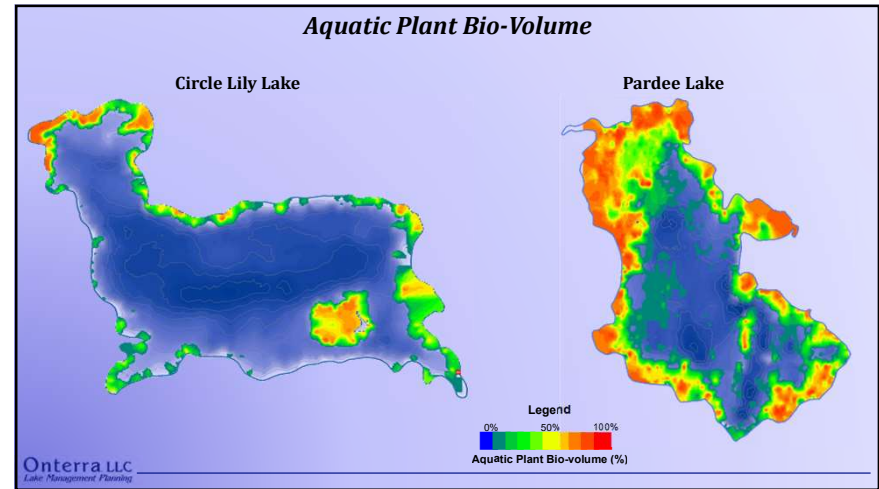 Aquatic Plant Bio-Volume
Circle Lily Lake
Pardee Lake
Legend
0% 50% 100%
Aquatic Plant Bio-volume (%)
Onterra LLC
Lake Management Planning